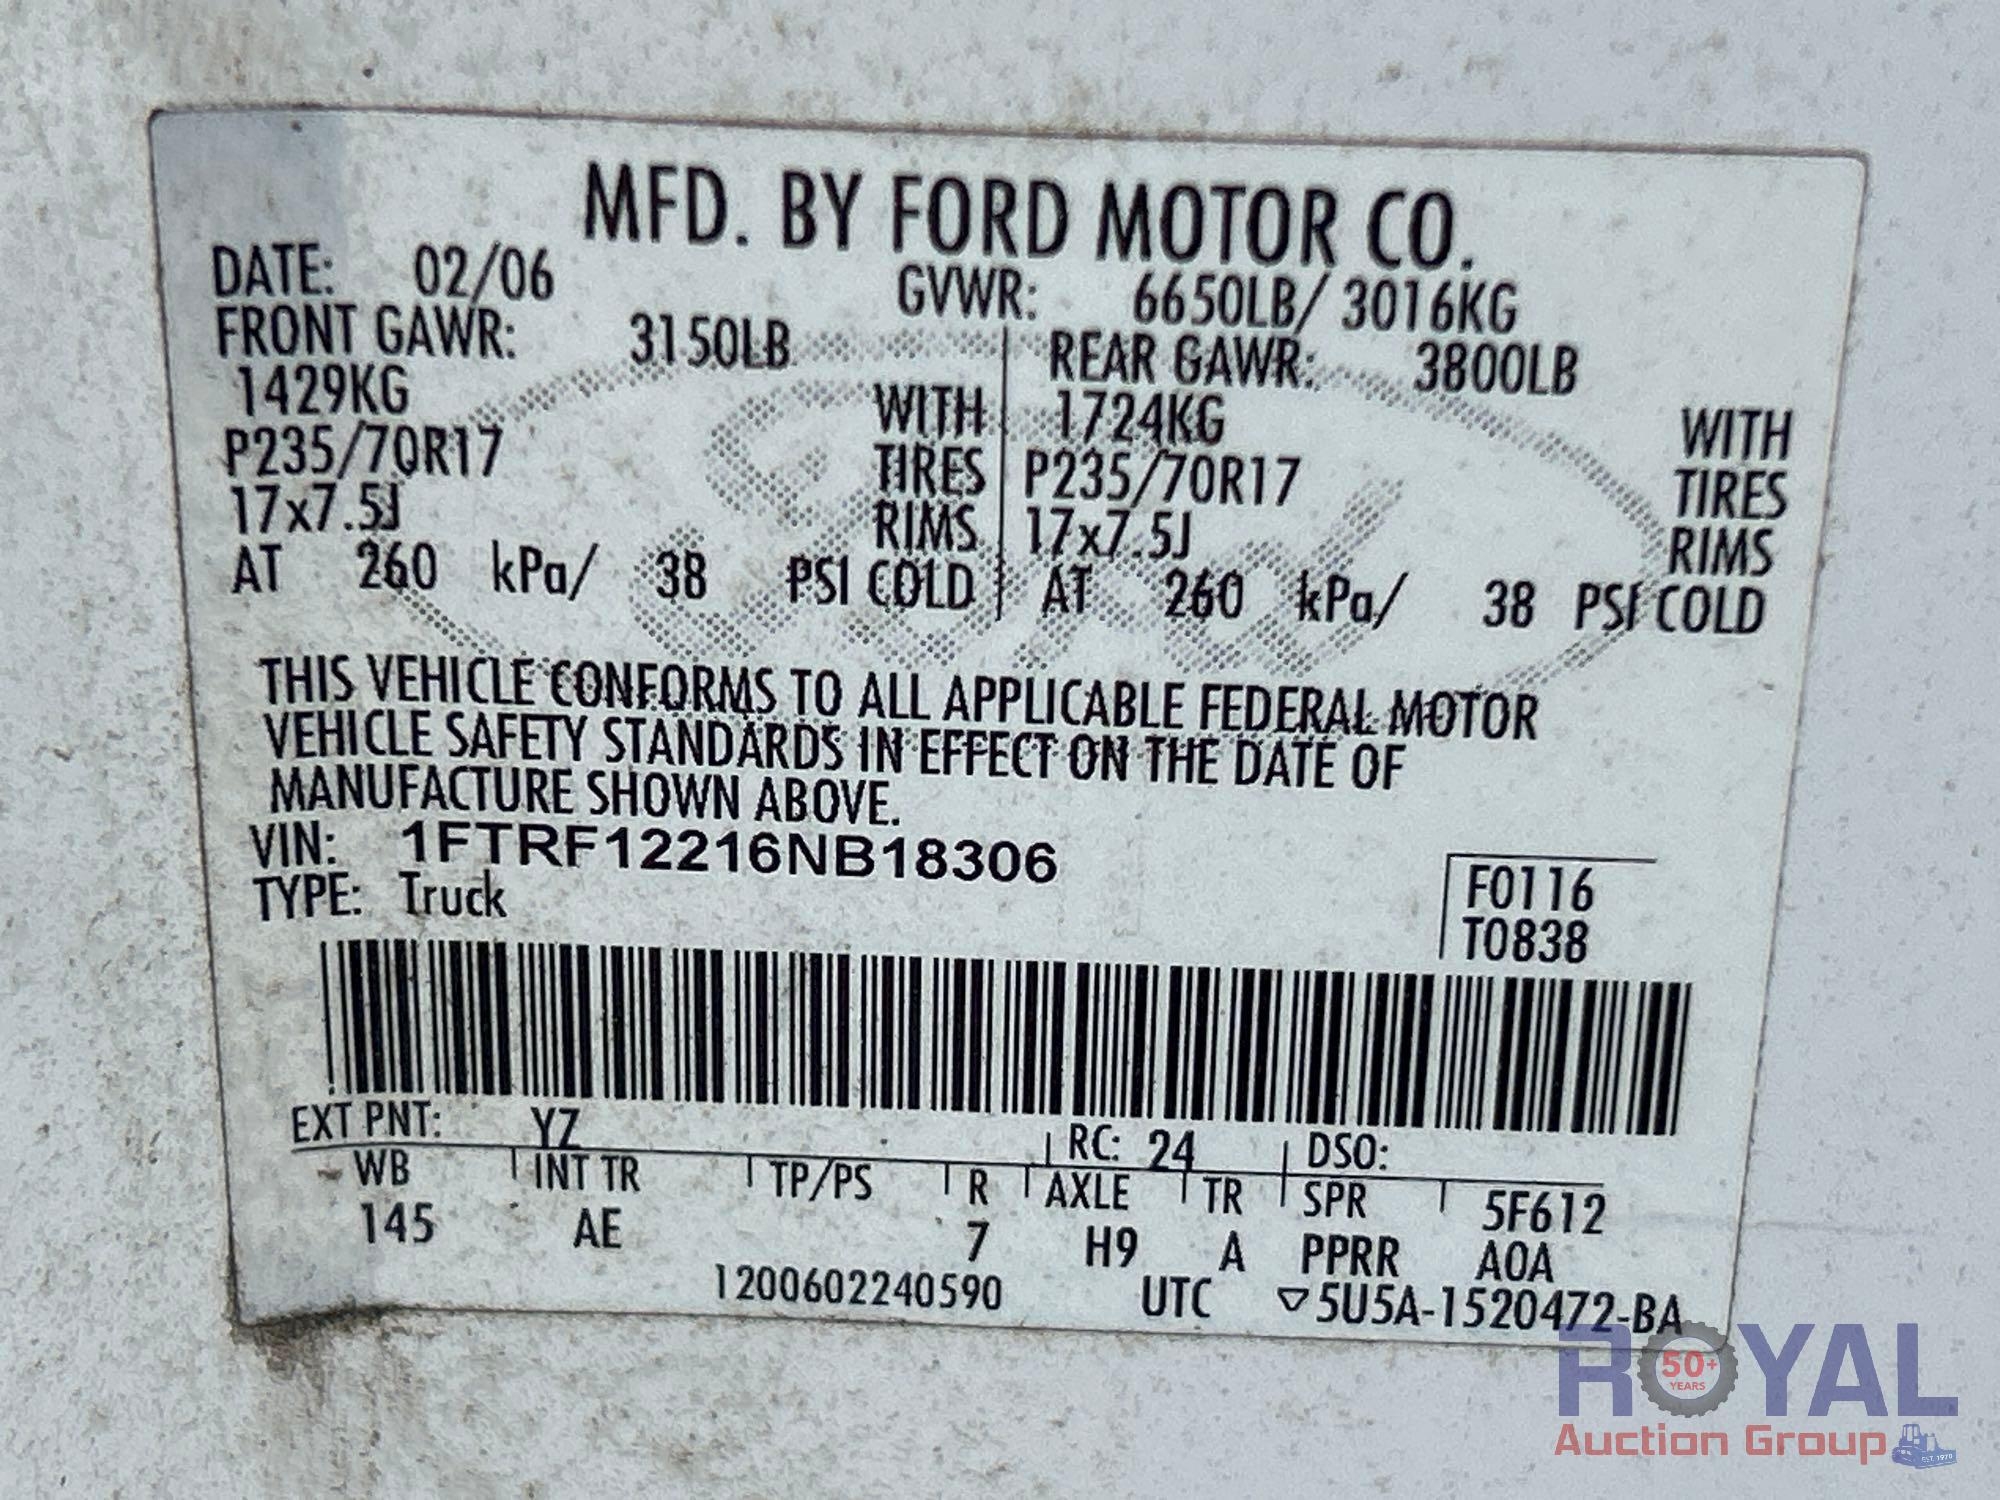 MFD. BY FORD MOTOR CO.
DATE: 02/06 GVWR: 6650LB/ 3016KG
FRONT GAWR: 3150LB REAR GAWR: 3800LB
1429KG WITH 1724KG WITH
P235/70R17 TIRES P235/70R17 TIRES
17x7.5J RIMS 17x7.5J RIMS
AT 260 kPa/ 38 PSI COLD AT 260 kPa/ 38 PSI COLD
THIS VEHICLE CONFORMS TO ALL APPLICABLE FEDERAL MOTOR
VEHICLE SAFETY STANDARDS IN EFFECT ON THE DATE OF
MANUFACTURE SHOWN ABOVE.
VIN: 1FTRF12216NB18306
TYPE: Truck
F0116
T0838
EXT PNT: YZ RC: 24 DSO:
WB INT TR TP/PS R AXLE TR SPR 5F612
145 AE 7 H9 A PPRR A0A
1200602240590 UTC ▽5U5A-1520472-BA
ROYAL
50+
YEARS
Auction Group
EST. 1970